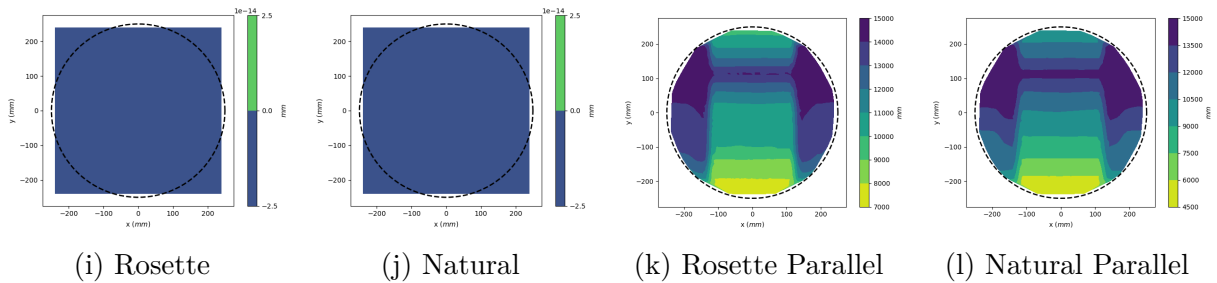 1e−14
2.5
0.0
−2.5
mm
200
100
0
−100
−200
y (mm)
−200 −100 0 100 200
x (mm)
(i) Rosette
1e−14
2.5
0.0
−2.5
mm
200
100
0
−100
−200
y (mm)
−200 −100 0 100 200
x (mm)
(j) Natural
15000
14000
13000
12000
11000
10000
9000
8000
7000
mm
200
100
0
−100
−200
y (mm)
−200 −100 0 100 200
x (mm)
(k) Rosette Parallel
15000
13500
12000
10500
9000
7500
6000
4500
mm
200
100
0
−100
−200
y (mm)
−200 −100 0 100 200
x (mm)
(l) Natural Parallel